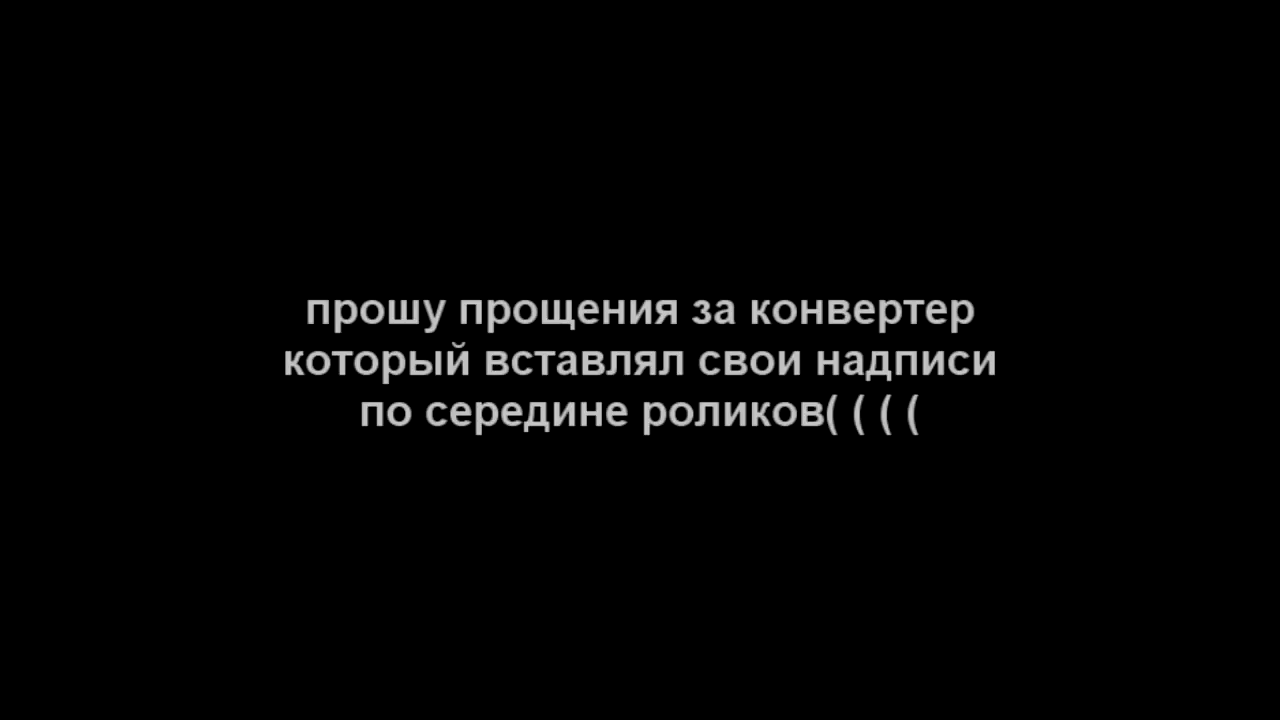 прошу прощения за конвертер
который вставлял свои надписи
по середине роликов( ( ( (